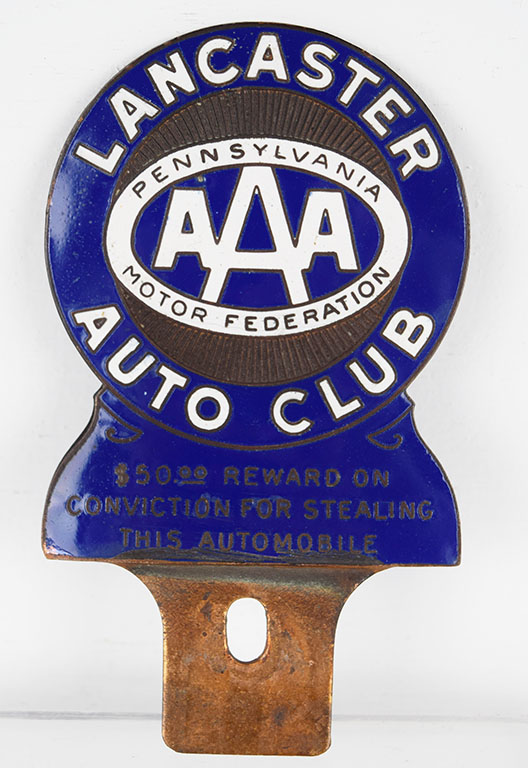 LANCASTER
PENNSYLVANIA
AAA
MOTOR FEDERATION
AUTO CLUB
$50.00 REWARD ON
CONVICTION FOR STEALING
THIS AUTOMOBILE